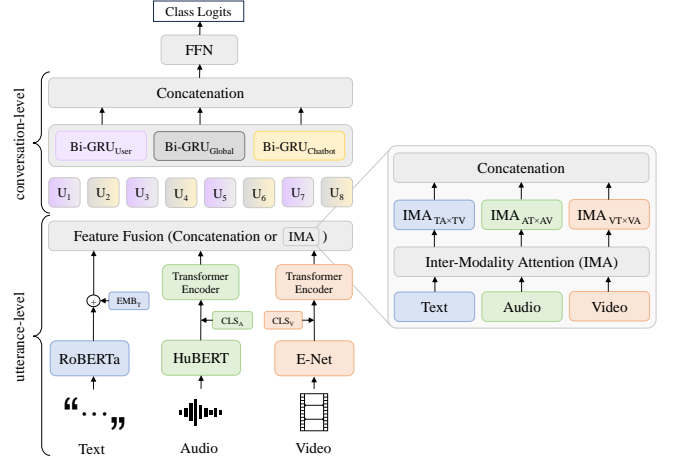 Class Logits
FFN
Concatenation
Bi-GRU_User
Bi-GRU_Global
Bi-GRU_Chatbot
conversation-level
U_1
U_2
U_3
U_4
U_5
U_6
U_7
U_8
Feature Fusion (Concatenation or IMA )
Transformer
Encoder
Transformer
Encoder
EMB_T
CLS_A
CLS_V
utterance-level
RoBERTa
HuBERT
E-Net
“…„
Text
Audio
Video
Concatenation
IMA_TA×TV
IMA_AT×AV
IMA_VT×VA
Inter-Modality Attention (IMA)
Text
Audio
Video